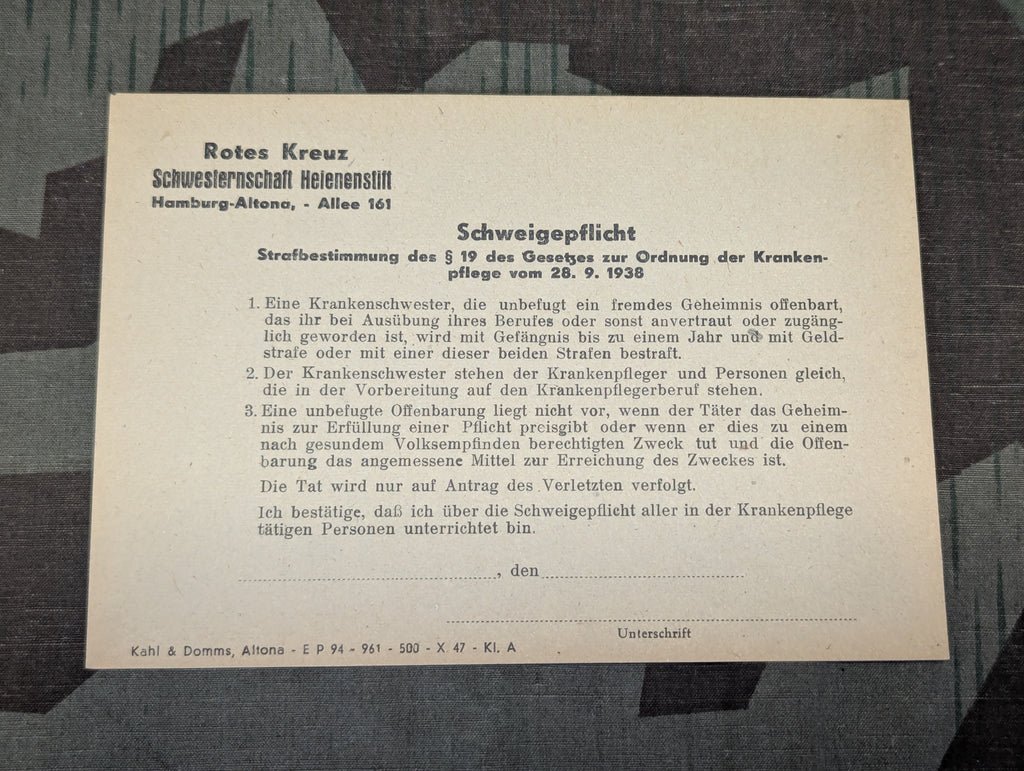 Rotes Kreuz
Schwesternschaft Helenenstift
Hamburg-Altona, - Allee 161
Schweigepflicht
Strafbestimmung des § 19 des Gesetzes zur Ordnung der Kranken-
pflege vom 28. 9. 1938
1. Eine Krankenschwester, die unbefugt ein fremdes Geheimnis offenbart,
das ihr bei Ausübung ihres Berufes oder sonst anvertraut oder zugäng-
lich geworden ist, wird mit Gefängnis bis zu einem Jahr und mit Geld-
strafe oder mit einer dieser beiden Strafen bestraft.
2. Der Krankenschwester stehen der Krankenpfleger und Personen gleich,
die in der Vorbereitung auf den Krankenpflegerberuf stehen.
3. Eine unbefugte Offenbarung liegt nicht vor, wenn der Täter das Geheim-
nis zur Erfüllung einer Pflicht preisgibt oder wenn er dies zu einem
nach gesundem Volksempfinden berechtigten Zweck tut und die Offen-
barung das angemessene Mittel zur Erreichung des Zweckes ist.
Die Tat wird nur auf Antrag des Verletzten verfolgt.
Ich bestätige, daß ich über die Schweigepflicht aller in der Krankenpflege
tätigen Personen unterrichtet bin.
, den
Unterschrift
Kahl & Domms, Altona - E P 94 - 961 - 500 - X. 47 - Kl. A